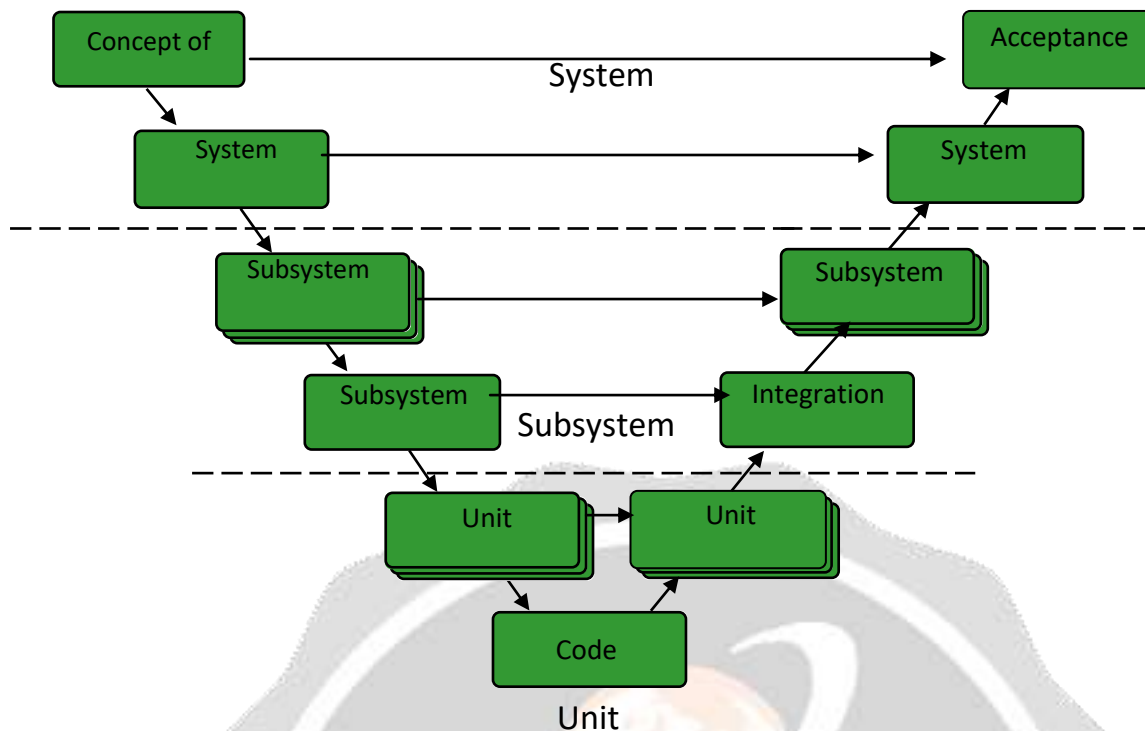 Concept of
Acceptance
System
System
System
Subsystem
Subsystem
Subsystem
Integration
Subsystem
Unit
Unit
Code
Unit